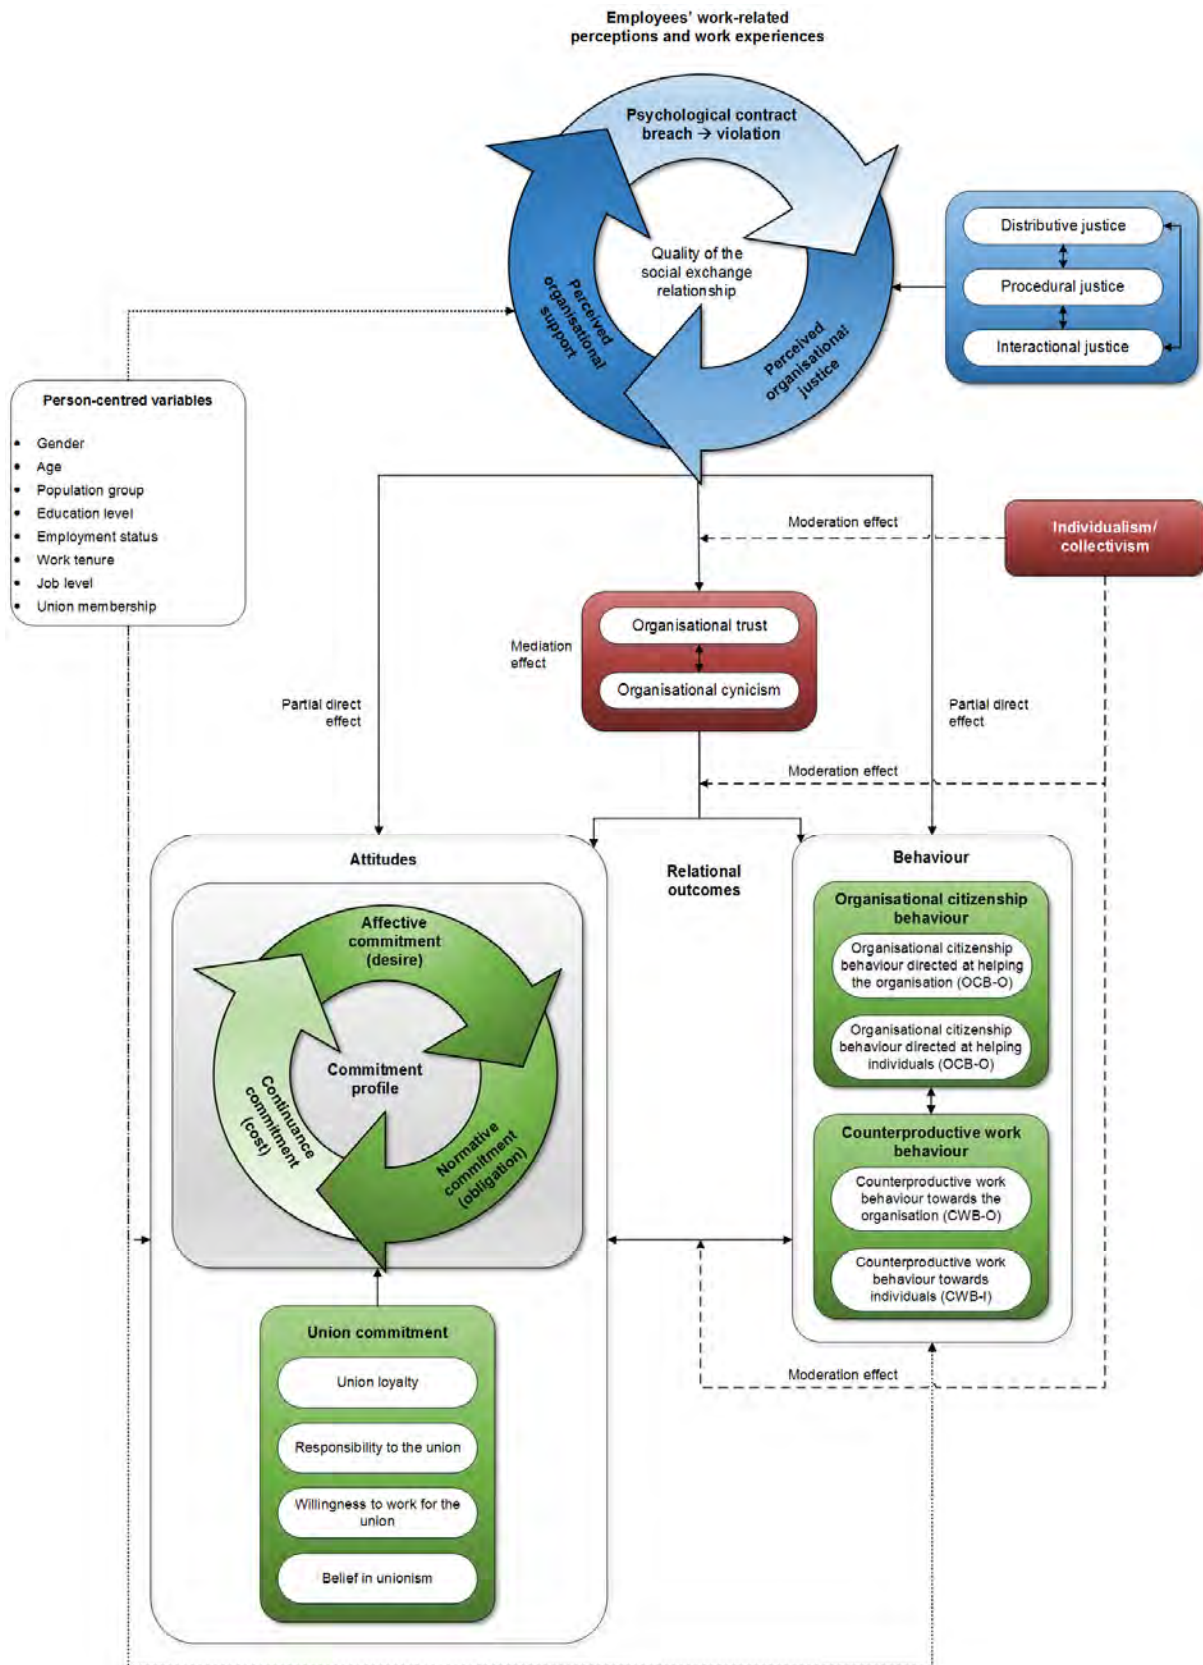 Employees' work-related
perceptions and work experiences
Psychological contract
breach → violation
Quality of the
social exchange
relationship
Perceived
organisational
support
Perceived
organisational
justice
Distributive justice
Procedural justice
Interactional justice
Person-centred variables
• Gender
• Age
• Population group
• Education level
• Employment status
• Work tenure
• Job level
• Union membership
Moderation effect
Individualism/
collectivism
Mediation
effect
Organisational trust
Organisational cynicism
Partial direct
effect
Partial direct
effect
Moderation effect
Attitudes
Relational
outcomes
Behaviour
Affective
commitment
(desire)
Commitment
profile
Continuance
commitment
(cost)
Normative
commitment
(obligation)
Organisational citizenship
behaviour
Organisational citizenship
behaviour directed at helping
the organisation (OCB-O)
Organisational citizenship
behaviour directed at helping
individuals (OCB-O)
Counterproductive work
behaviour
Counterproductive work
behaviour towards the
organisation (CWB-O)
Counterproductive work
behaviour towards
individuals (CWB-I)
Union commitment
Union loyalty
Responsibility to the union
Willingness to work for the
union
Belief in unionism
Moderation effect